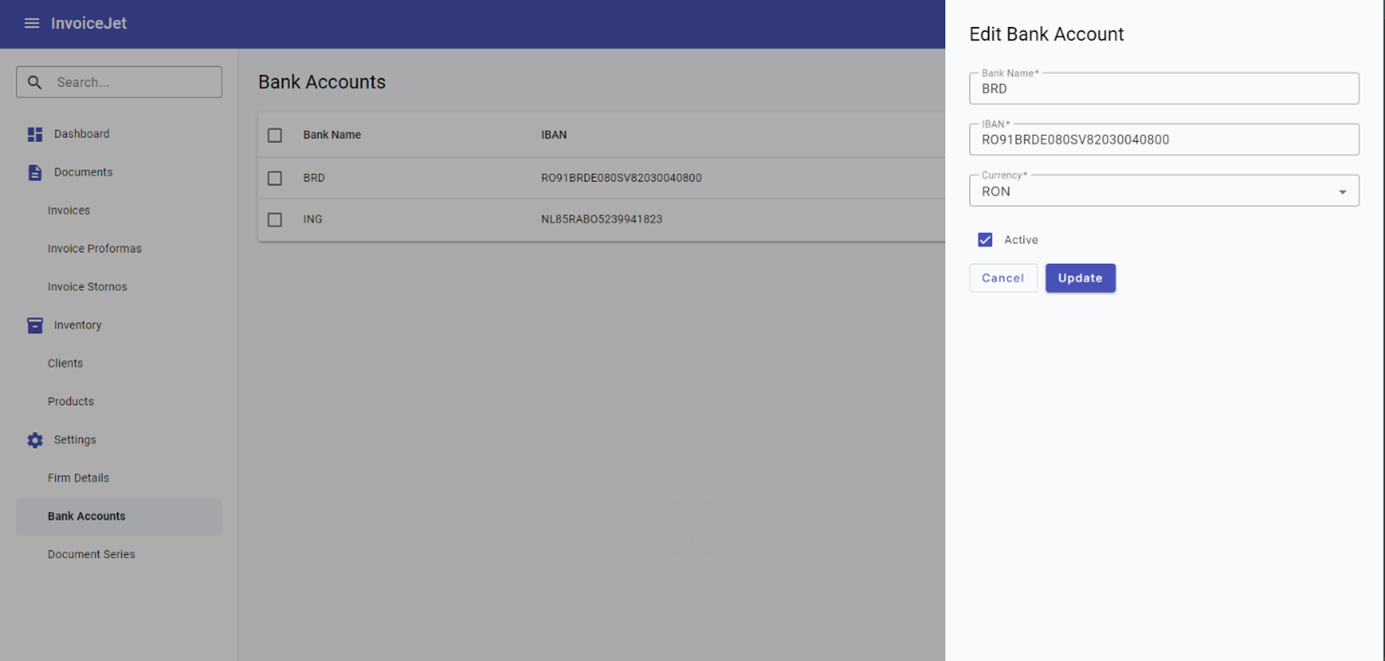 InvoiceJet
Search...
Dashboard
Documents
Invoices
Invoice Proformas
Invoice Stornos
Inventory
Clients
Products
Settings
Firm Details
Bank Accounts
Document Series
Bank Accounts
Bank Name IBAN
BRD RO91BRDE080SV82030040800
ING NL85RABO5239941823
Edit Bank Account
Bank Name*
BRD
IBAN*
RO91BRDE080SV82030040800
Currency*
RON
Active
Cancel Update